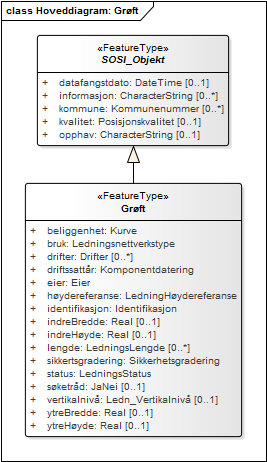 class Hoveddiagram: Grøft
«FeatureType»
SOSI_Objekt
+ datafangstdato: DateTime [0..1]
+ informasjon: CharacterString [0..*]
+ kommune: Kommunenummer [0..*]
+ kvalitet: Posisjonskvalitet [0..1]
+ opphav: CharacterString [0..1]
«FeatureType»
Grøft
+ beliggenhet: Kurve
+ bruk: Ledningsnettverkstype
+ drifter: Drifter [0..*]
+ driftssattår: Komponentdatering
+ eier: Eier
+ høydereferanse: LedningHøydereferanse
+ identifikasjon: Identifikasjon
+ indreBredde: Real [0..1]
+ indreHøyde: Real [0..1]
+ lengde: LedningsLengde [0..*]
+ sikkertsgradering: Sikkerhetsgradering
+ status: LedningsStatus
+ søketråd: JaNei [0..1]
+ vertikalnivå: Ledn_Vertikalnivå [0..1]
+ ytreBredde: Real [0..1]
+ ytreHøyde: Real [0..1]